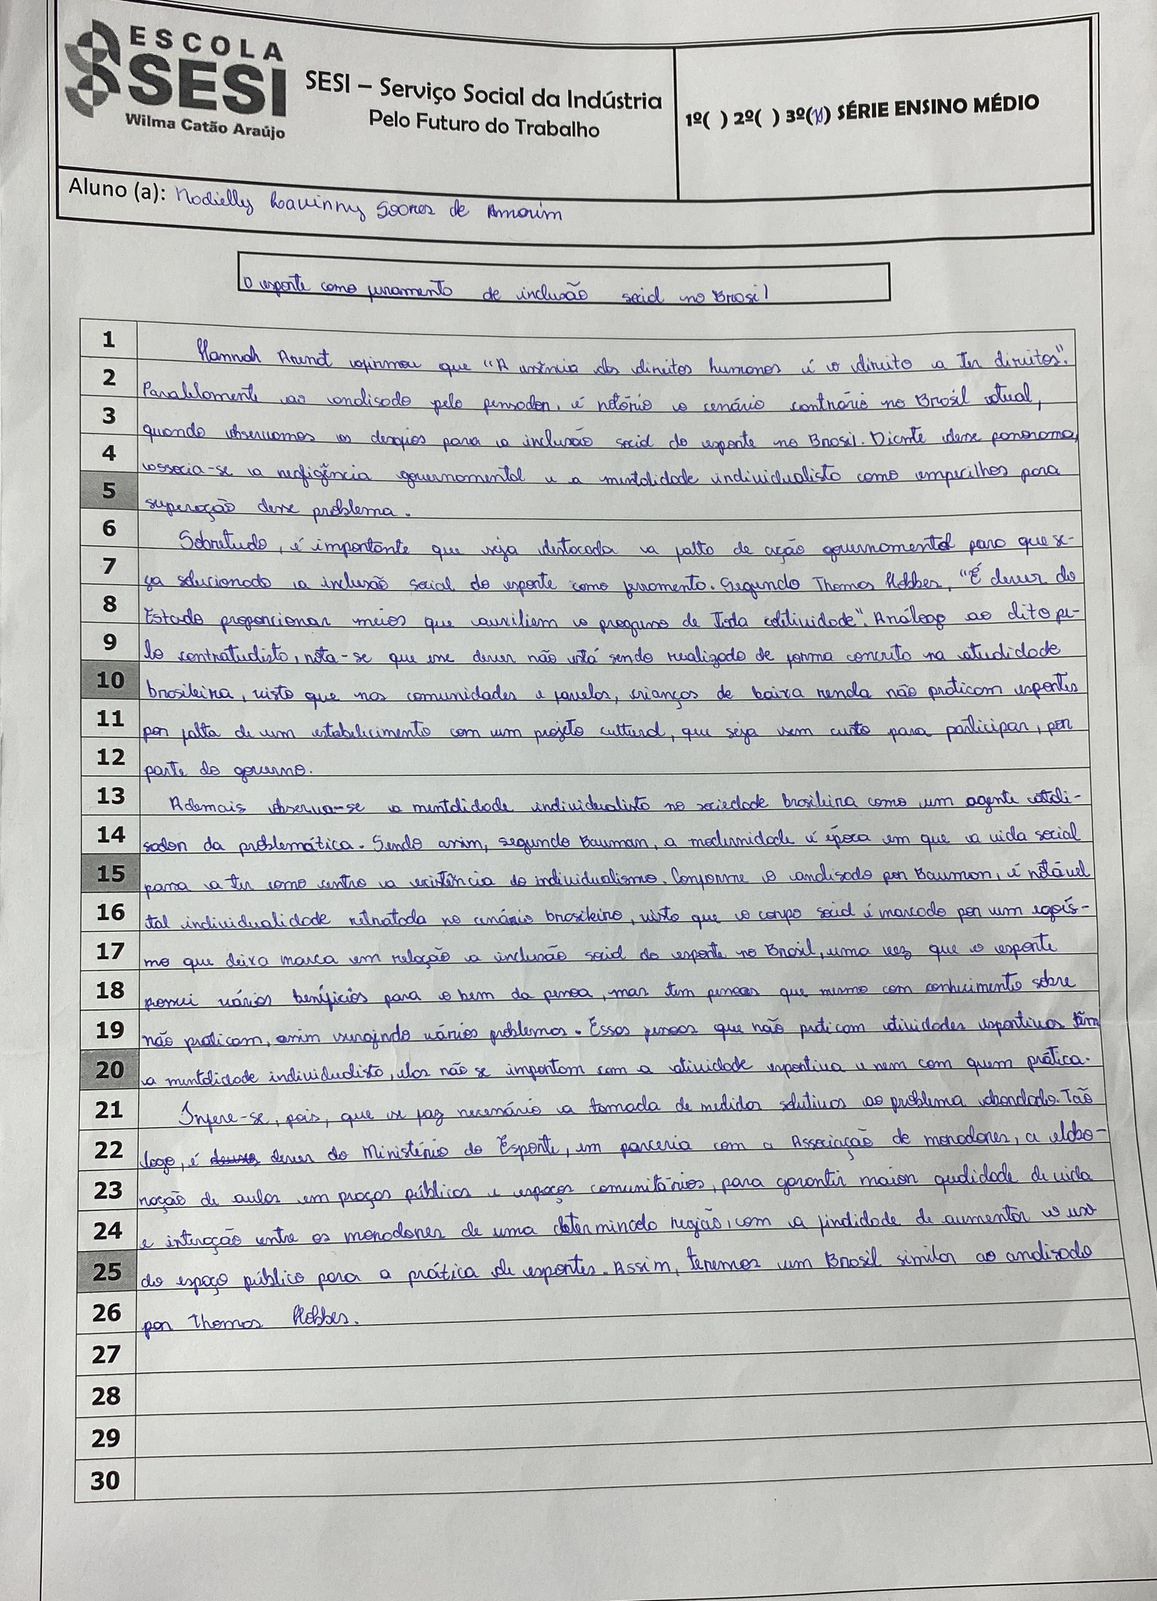 ESCOLA
SESI
Wilma Catão Araújo
SESI – Serviço Social da Indústria
Pelo Futuro do Trabalho
1º( ) 2º( ) 3º(X) SÉRIE ENSINO MÉDIO
Aluno (a): Nadielly Lavinny Soares de Amorim
O esporte como ferramenta de inclusão social no Brasil
1 Hannah Arendt afirmou que "A essência dos direitos humanos é o direito a ter direitos".
2 Paralelamente ao analisado pelo pensador, é notório o cenário contrário no Brasil atual,
3 quando observamos os desafios para a inclusão social do esporte no Brasil. Diante desse panorama,
4 associa-se a negligência governamental e a mentalidade individualista como empecilhos para
5 superação desse problema.
6 Sobretudo, é importante que seja destacada a falta de ação governamental para que se-
7 ja solucionado a inclusão social do esporte como ferramenta. Segundo Thomas Hobbes, "É dever do
8 Estado proporcionar meios que auxiliem o progresso de toda coletividade". Análogo ao dito pe-
9 lo contratualista, nota-se que esse dever não está sendo realizado de forma concreta na atualidade
10 brasileira, visto que nas comunidades e favelas, crianças de baixa renda não praticam esportes
11 por falta de um estabelecimento com um projeto cultural, que seja sem custo para participar, por
12 parte do governo.
13 Ademais observa-se a mentalidade individualista na sociedade brasileira como um agente catali-
14 sador da problemática. Sendo assim, segundo Bauman, a modernidade é época em que a vida social
15 passa a ter como centro a existência do individualismo. Conforme o analisado por Bauman, é notável
16 tal individualidade retratada no cenário brasileiro, visto que o corpo social é marcado por um egoís-
17 mo que deixa marca em relação a inclusão social do esporte no Brasil, uma vez que o esporte
18 possui vários benefícios para o bem da pessoa, mas tem pessoas que mesmo com conhecimento sobre
19 não praticam, assim surgindo vários problemas. Essas pessoas que não praticam atividades esportivas têm
20 a mentalidade individualista, elas não se importam com a atividade esportiva e nem com quem prática.
21 Infere-se, pois, que se faz necessário a tomada de medidas solutivas ao problema abordado. Tão
22 logo, é dever do Ministério do Esporte, em parceria com a Associação de moradores, a elabo-
23 ração de aulas em praças públicas e espaços comunitários, para garantir maior qualidade de vida
24 e interação entre os moradores de uma determinada região, com a finalidade de aumentar o uso
25 do espaço público para a prática de esportes. Assim, teremos um Brasil similar ao analisado
26 por Thomas Hobbes.
27
28
29
30